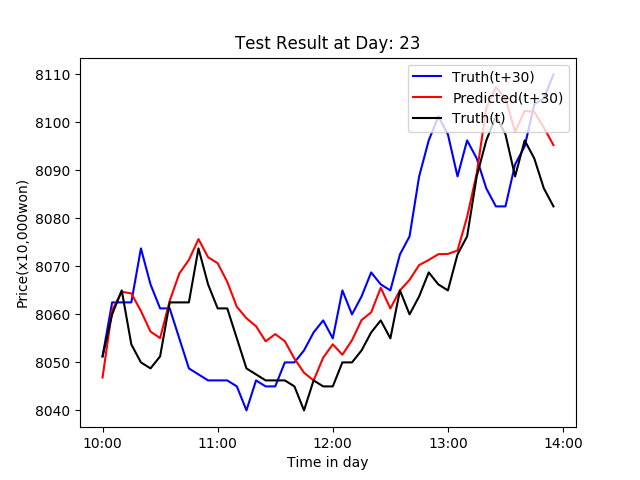 Test Result at Day: 23
Truth(t+30)
Predicted(t+30)
Truth(t)
Price(x10,000won)
8110
8100
8090
8080
8070
8060
8050
8040
10:00 11:00 12:00 13:00 14:00
Time in day